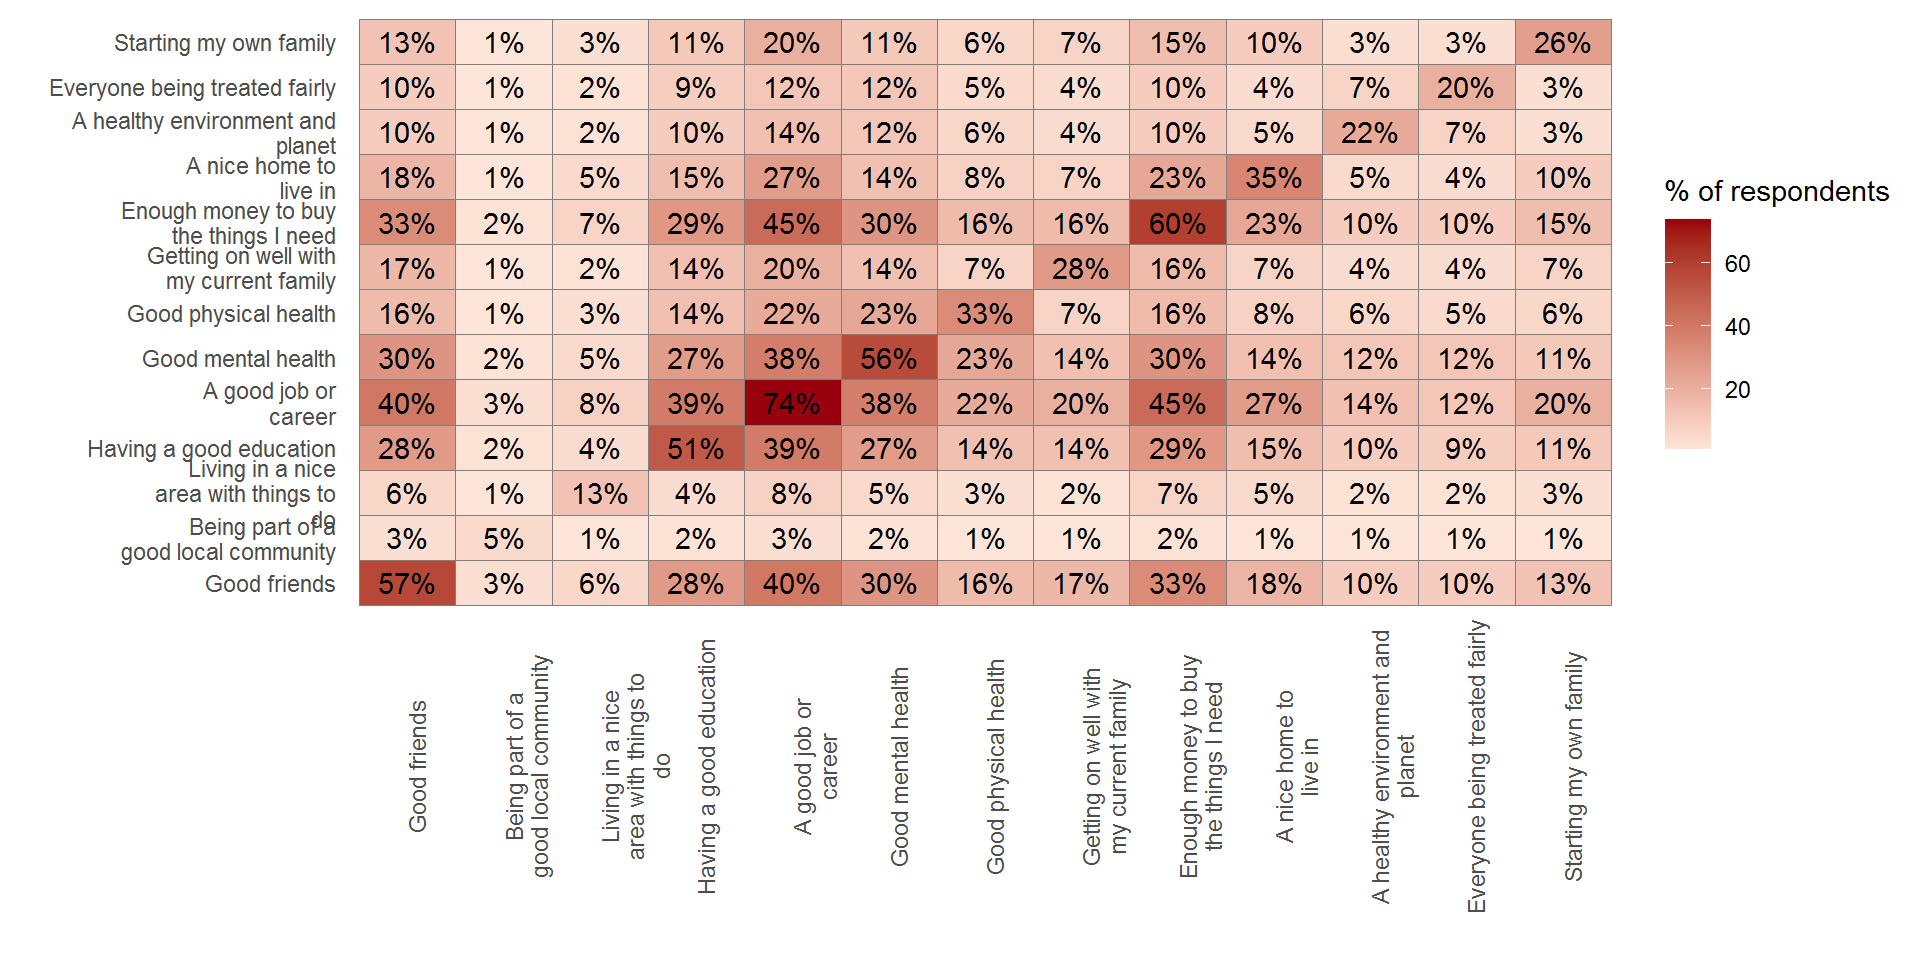 Starting my own family 13% 1% 3% 11% 20% 11% 6% 7% 15% 10% 3% 3% 26%
Everyone being treated fairly 10% 1% 2% 9% 12% 12% 5% 4% 10% 4% 7% 20% 3%
A healthy environment and
planet 10% 1% 2% 10% 14% 12% 6% 4% 10% 5% 22% 7% 3%
A nice home to
live in 18% 1% 5% 15% 27% 14% 8% 7% 23% 35% 5% 4% 10%
Enough money to buy
the things I need 33% 2% 7% 29% 45% 30% 16% 16% 60% 23% 10% 10% 15%
Getting on well with
my current family 17% 1% 2% 14% 20% 14% 7% 28% 16% 7% 4% 4% 7%
Good physical health 16% 1% 3% 14% 22% 23% 33% 7% 16% 8% 6% 5% 6%
Good mental health 30% 2% 5% 27% 38% 56% 23% 14% 30% 14% 12% 12% 11%
A good job or
career 40% 3% 8% 39% 74% 38% 22% 20% 45% 27% 14% 12% 20%
Having a good education 28% 2% 4% 51% 39% 27% 14% 14% 29% 15% 10% 9% 11%
Living in a nice
area with things to
do 6% 1% 13% 4% 8% 5% 3% 2% 7% 5% 2% 2% 3%
Being part of a
good local community 3% 5% 1% 2% 3% 2% 1% 1% 2% 1% 1% 1% 1%
Good friends 57% 3% 6% 28% 40% 30% 16% 17% 33% 18% 10% 10% 13%
Good friends
Being part of a
good local community
Living in a nice
area with things to
do
Having a good education
A good job or
career
Good mental health
Good physical health
Getting on well with
my current family
Enough money to buy
the things I need
A nice home to
live in
A healthy environment and
planet
Everyone being treated fairly
Starting my own family
% of respondents
60
40
20